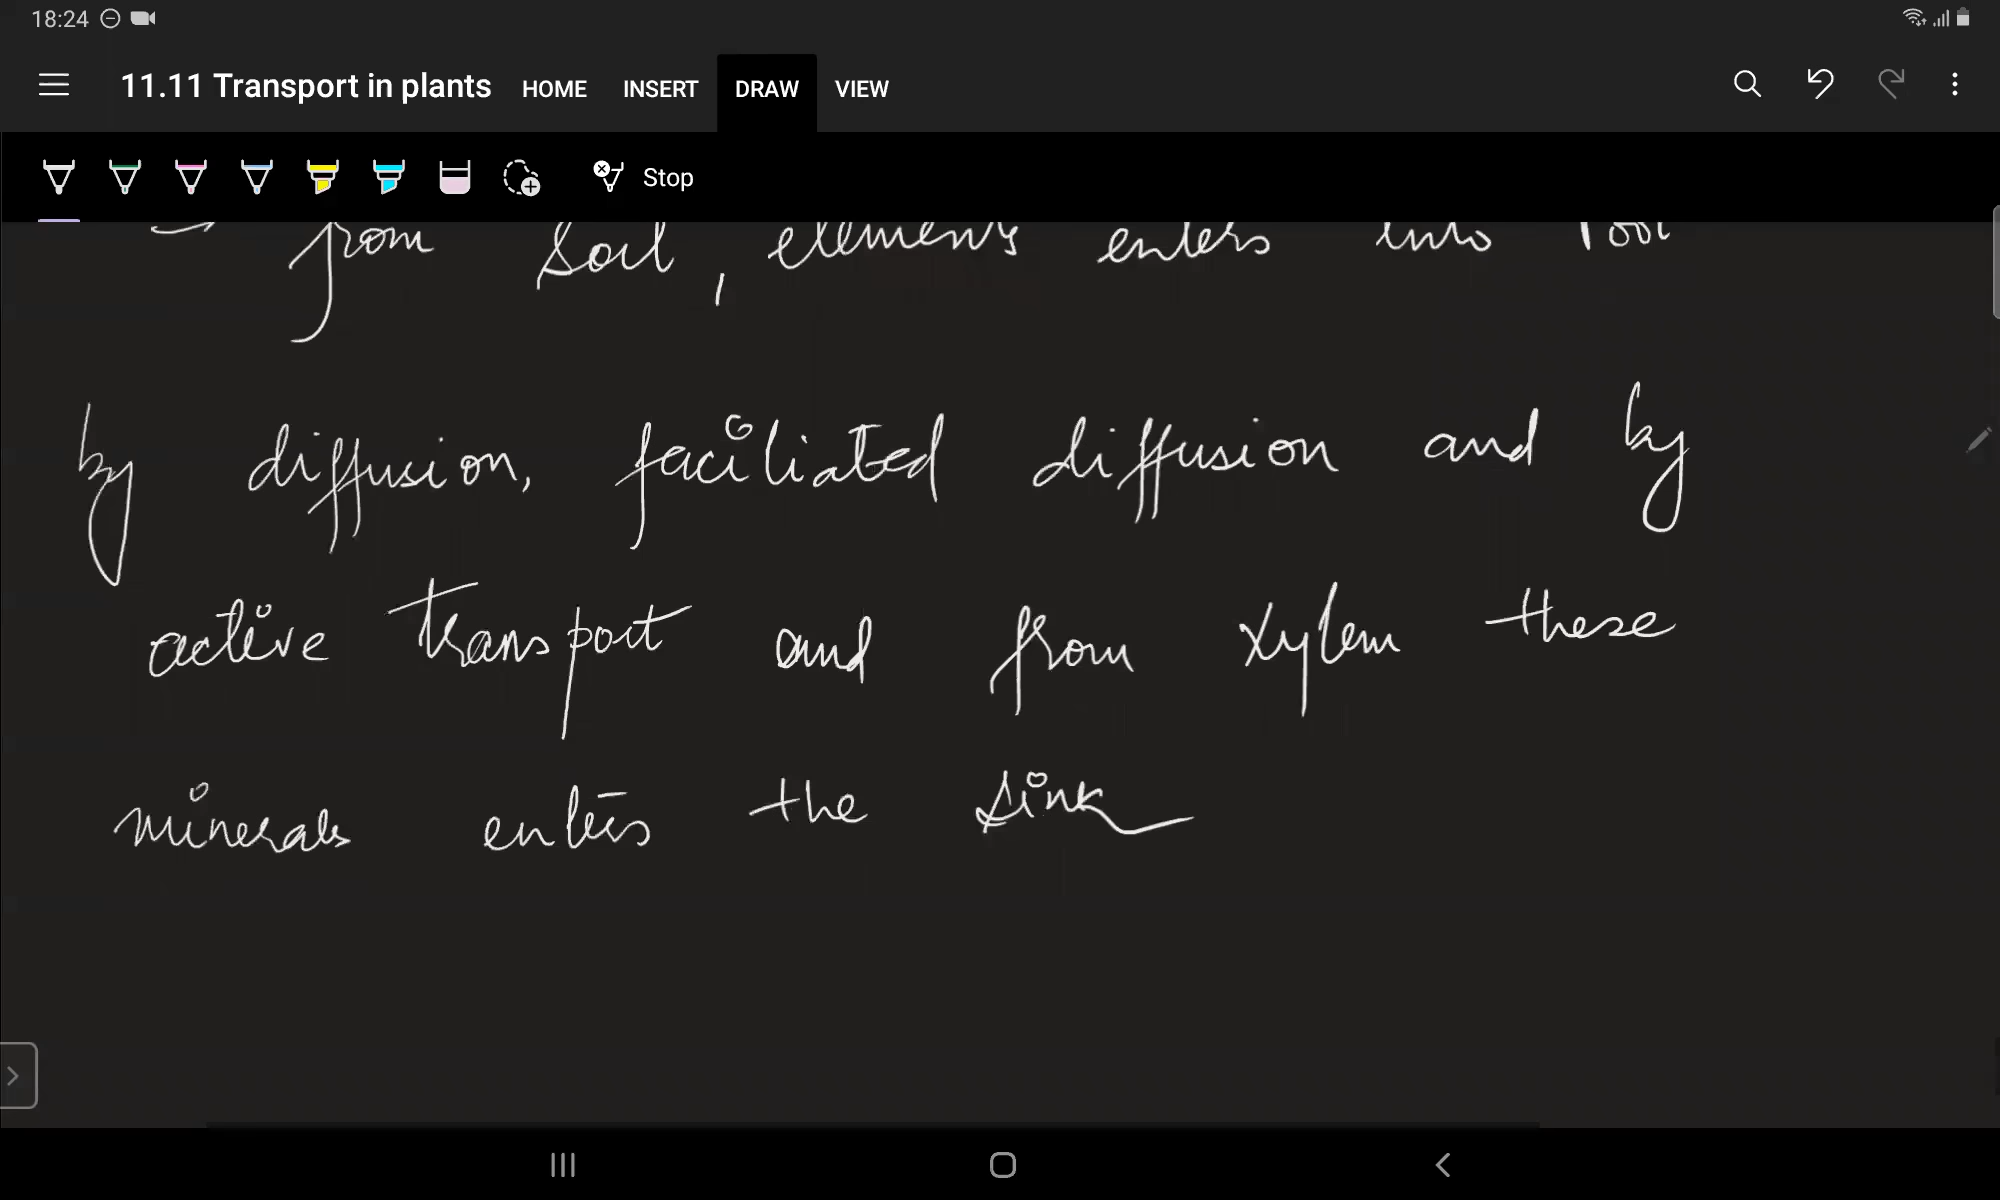 18:24
11.11 Transport in plants HOME INSERT DRAW VIEW
Stop
from soil, elements enters into root
by diffusion, faciliated diffusion and by
active transport and from xylem these
minerals enters the sink